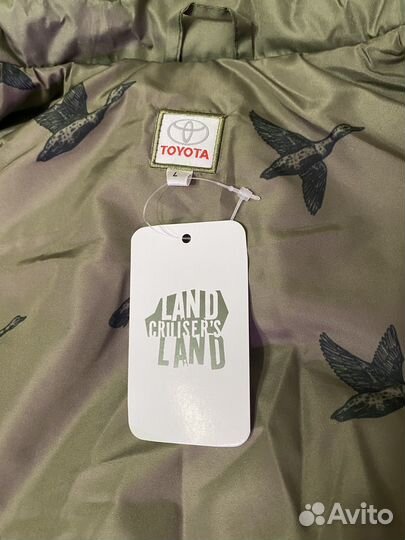 TOYOTA
L
LAND
CRUISER'S
LAND
Avito